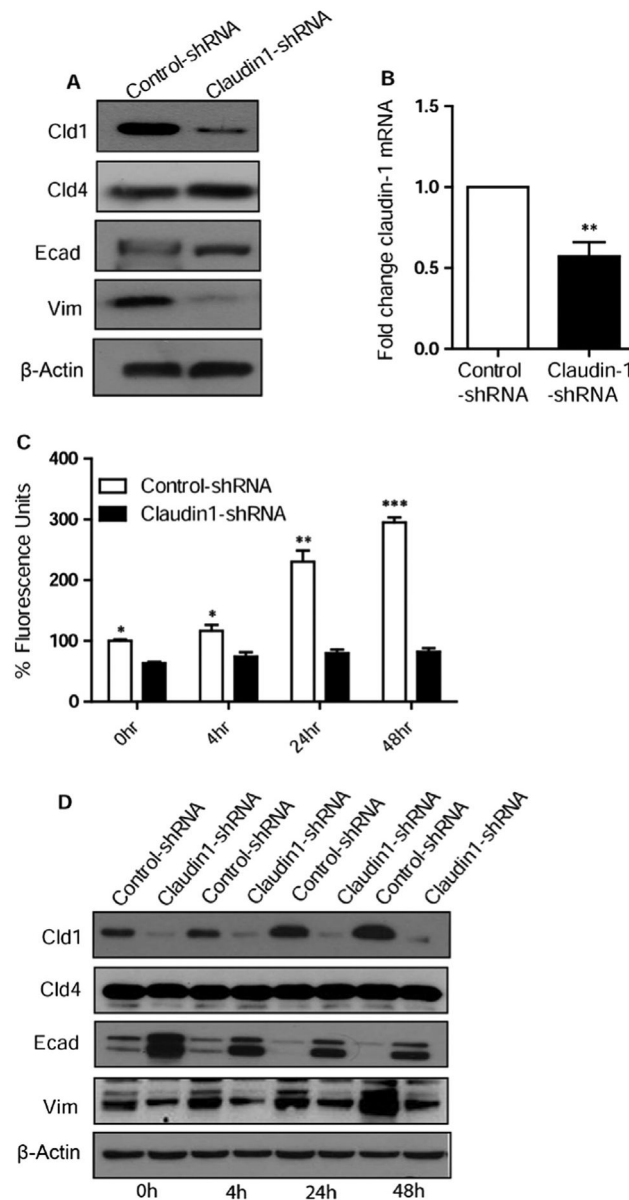 A
Control-shRNA
Claudin1-shRNA
Cld1
Cld4
Ecad
Vim
β-Actin
B
Fold change claudin-1 mRNA
1.5
1.0
0.5
0.0
**
Control
-shRNA
Claudin-1
-shRNA
C
% Fluorescence Units
400
300
200
100
0
Control-shRNA
Claudin1-shRNA
*
*
**
***
0hr
4hr
24hr
48hr
D
Control-shRNA
Claudin1-shRNA
Control-shRNA
Claudin1-shRNA
Control-shRNA
Claudin1-shRNA
Control-shRNA
Claudin1-shRNA
Cld1
Cld4
Ecad
Vim
β-Actin
0h
4h
24h
48h